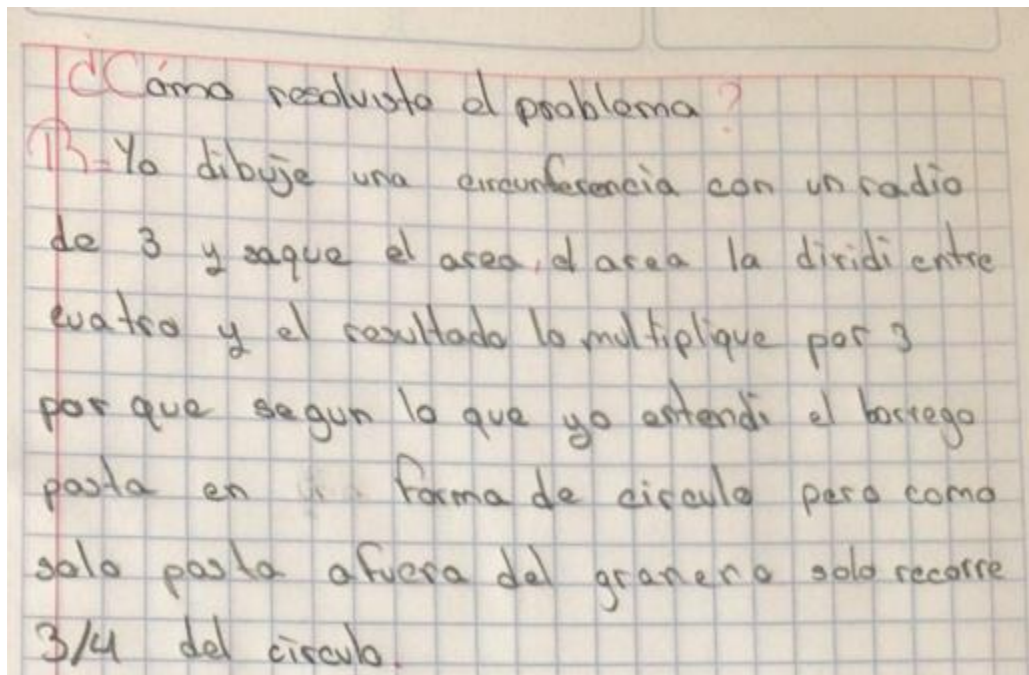 ¿Cómo resolviste el problema?
R= Yo dibuje una circunferencia con un radio
de 3 y saque el area, el area la dividi entre
cuatro y el resultado lo multiplique por 3
por que segun lo que yo entendi el borrego
pasta en forma de circulo pero como
solo pasta afuera del granero solo recorre
3/4 del circulo.